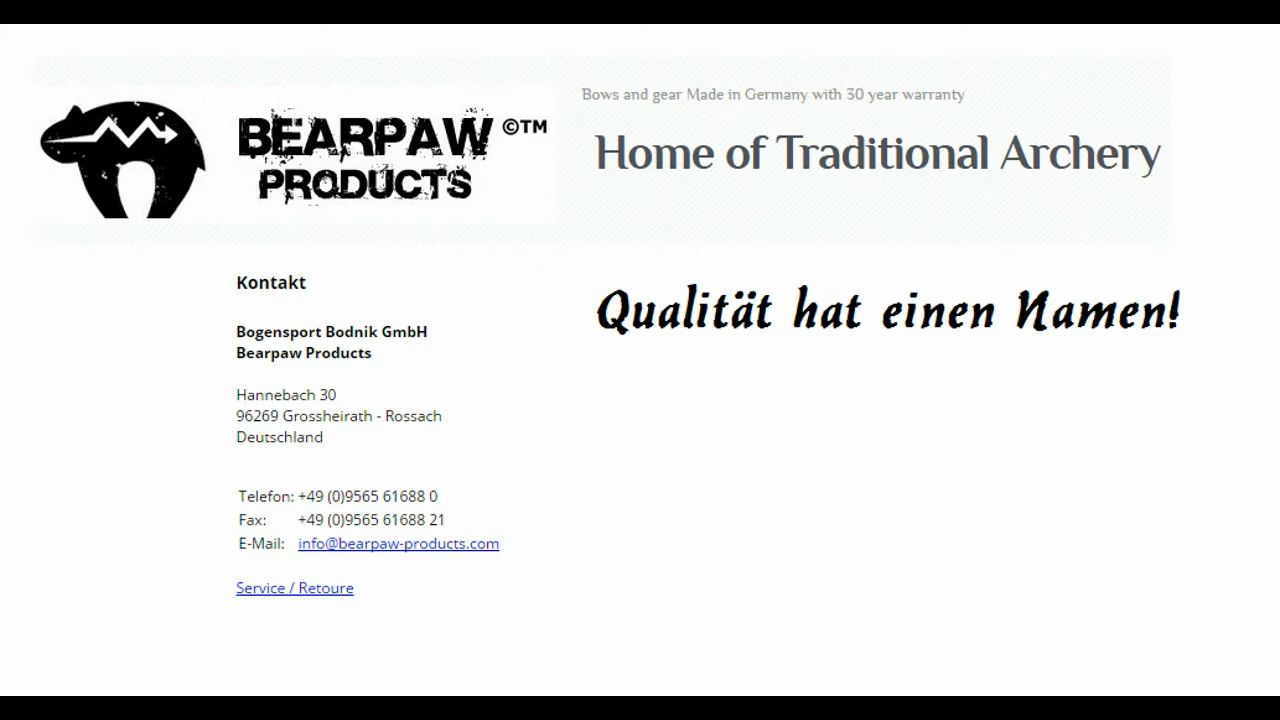 Bows and gear Made in Germany with 30 year warranty
BEARPAW ©™
PRODUCTS
Home of Traditional Archery
Kontakt
Qualität hat einen Namen!
Bogensport Bodnik GmbH
Bearpaw Products
Hannebach 30
96269 Grossheirath - Rossach
Deutschland
Telefon: +49 (0)9565 61688 0
Fax: +49 (0)9565 61688 21
E-Mail: info@bearpaw-products.com
Service / Retoure